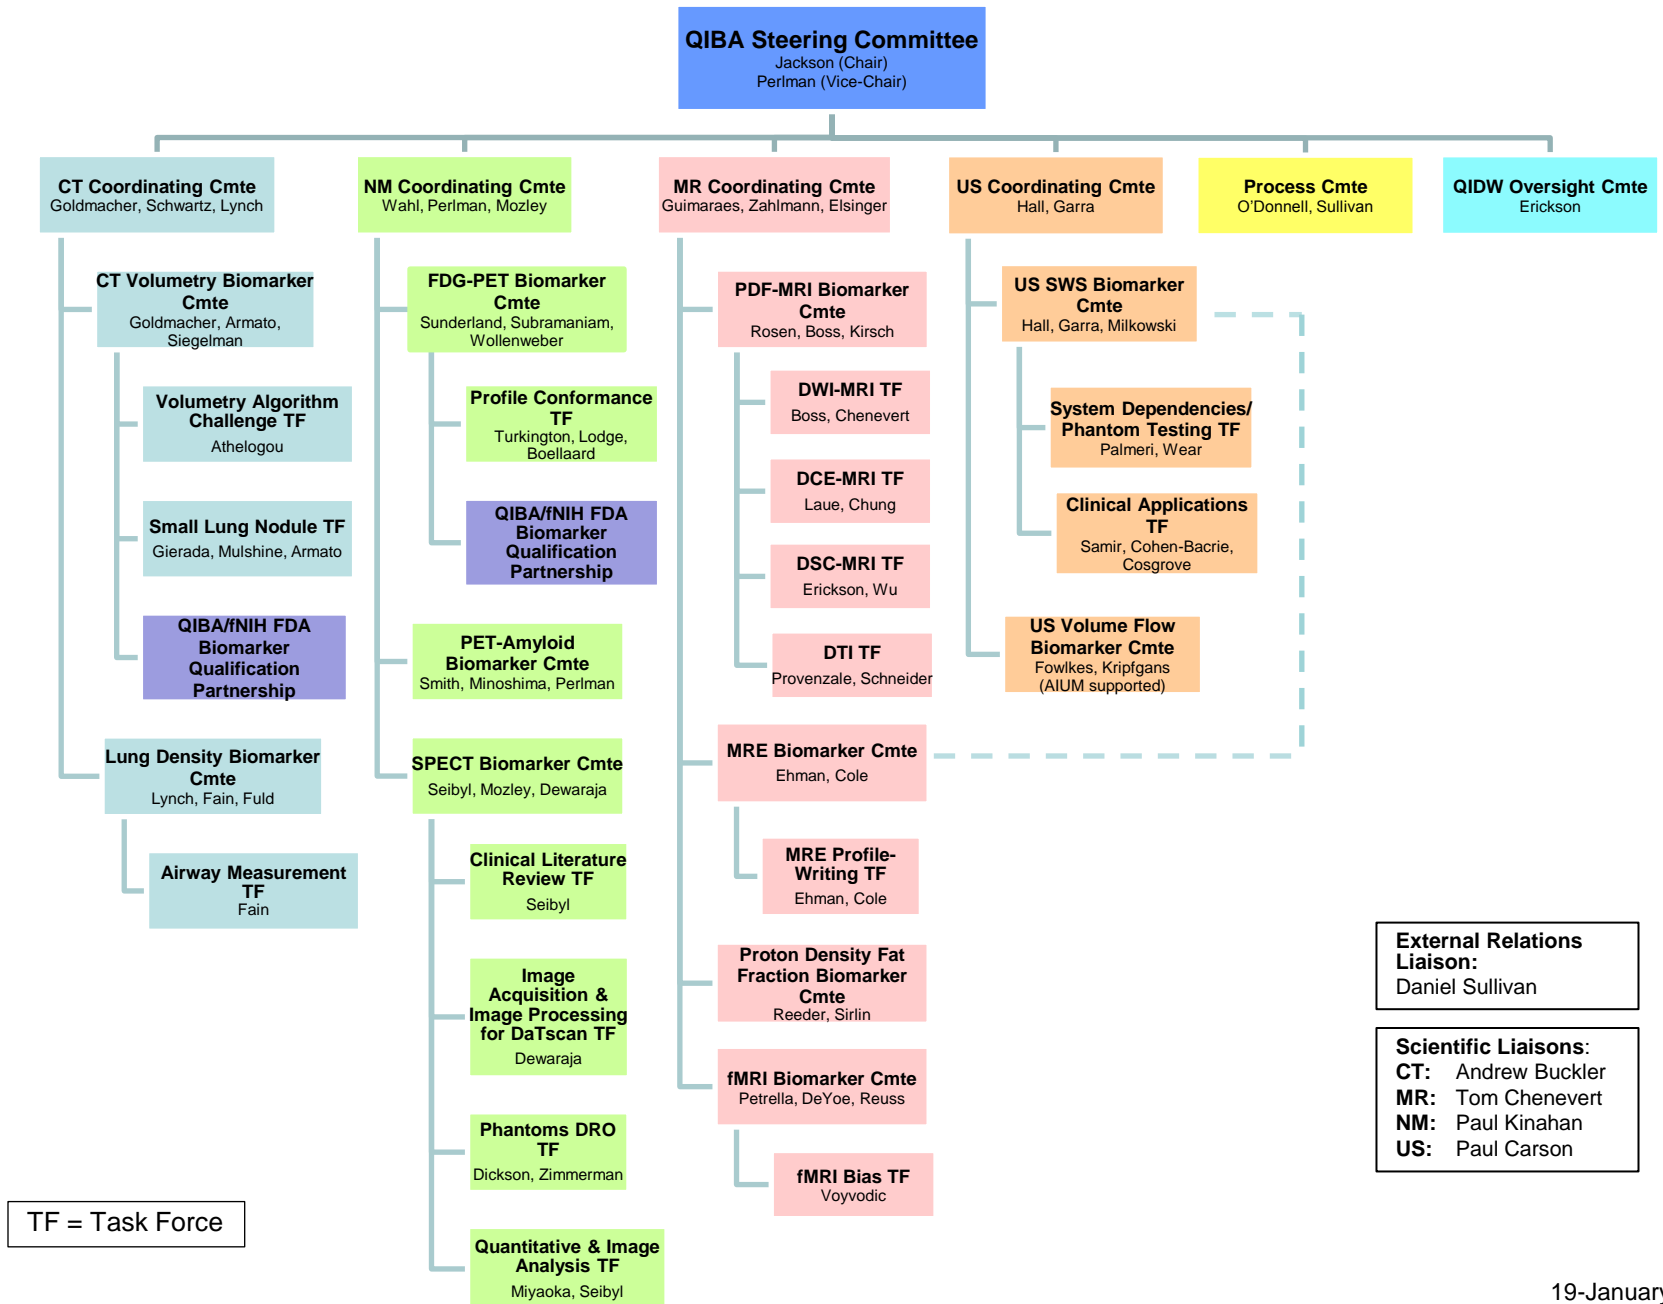 QIBA Steering Committee
Jackson (Chair)
Perlman (Vice-Chair)
CT Coordinating Cmte
Goldmacher, Schwartz, Lynch
NM Coordinating Cmte
Wahl, Perlman, Mozley
MR Coordinating Cmte
Guimaraes, Zahlmann, Elsinger
US Coordinating Cmte
Hall, Garra
Process Cmte
O'Donnell, Sullivan
QIDW Oversight Cmte
Erickson
CT Volumetry Biomarker
Cmte
Goldmacher, Armato,
Siegelman
Volumetry Algorithm
Challenge TF
Athelogou
Small Lung Nodule TF
Gierada, Mulshine, Armato
QIBA/fNIH FDA
Biomarker
Qualification
Partnership
Lung Density Biomarker
Cmte
Lynch, Fain, Fuld
Airway Measurement
TF
Fain
FDG-PET Biomarker
Cmte
Sunderland, Subramaniam,
Wollenweber
Profile Conformance
TF
Turkington, Lodge,
Boellaard
QIBA/fNIH FDA
Biomarker
Qualification
Partnership
PET-Amyloid
Biomarker Cmte
Smith, Minoshima, Perlman
SPECT Biomarker Cmte
Seibyl, Mozley, Dewaraja
Clinical Literature
Review TF
Seibyl
Image
Acquisition &
Image Processing
for DaTscan TF
Dewaraja
Phantoms DRO
TF
Dickson, Zimmerman
Quantitative & Image
Analysis TF
Miyaoka, Seibyl
PDF-MRI Biomarker
Cmte
Rosen, Boss, Kirsch
DWI-MRI TF
Boss, Chenevert
DCE-MRI TF
Laue, Chung
DSC-MRI TF
Erickson, Wu
DTI TF
Provenzale, Schneider
MRE Biomarker Cmte
Ehman, Cole
MRE Profile-
Writing TF
Ehman, Cole
Proton Density Fat
Fraction Biomarker
Cmte
Reeder, Sirlin
fMRI Biomarker Cmte
Petrella, DeYoe, Reuss
fMRI Bias TF
Voyvodic
US SWS Biomarker
Cmte
Hall, Garra, Milkowski
System Dependencies/
Phantom Testing TF
Palmeri, Wear
Clinical Applications
TF
Samir, Cohen-Bacrie,
Cosgrove
US Volume Flow
Biomarker Cmte
Fowlkes, Kripfgans
(AIUM supported)
External Relations
Liaison:
Daniel Sullivan
Scientific Liaisons:
CT: Andrew Buckler
MR: Tom Chenevert
NM: Paul Kinahan
US: Paul Carson
TF = Task Force
19-January